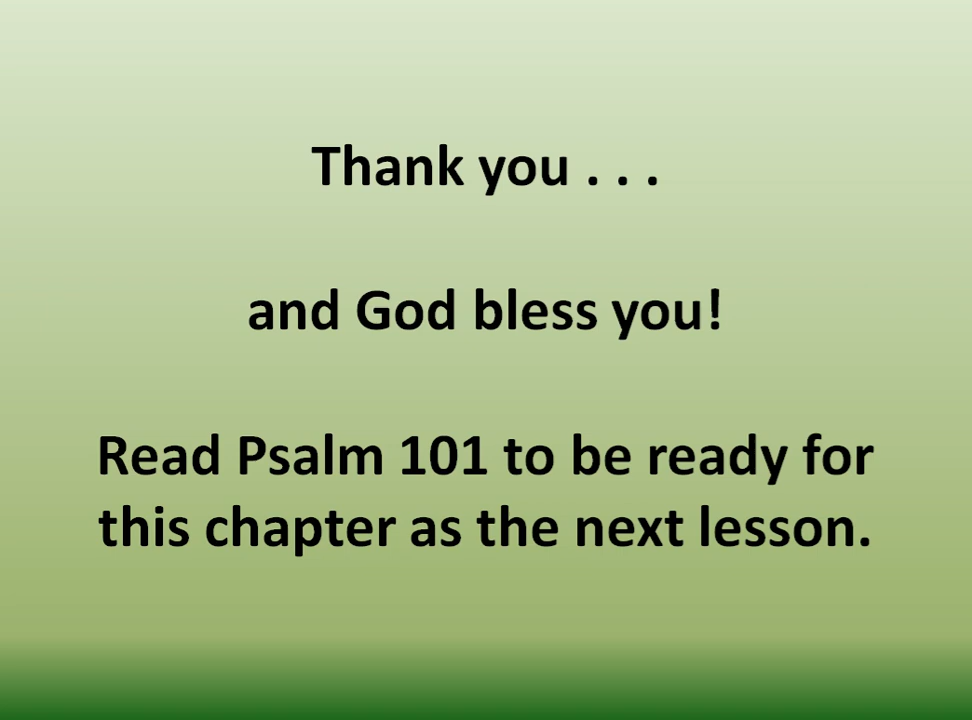 Thank you . . .
and God bless you!
Read Psalm 101 to be ready for
this chapter as the next lesson.